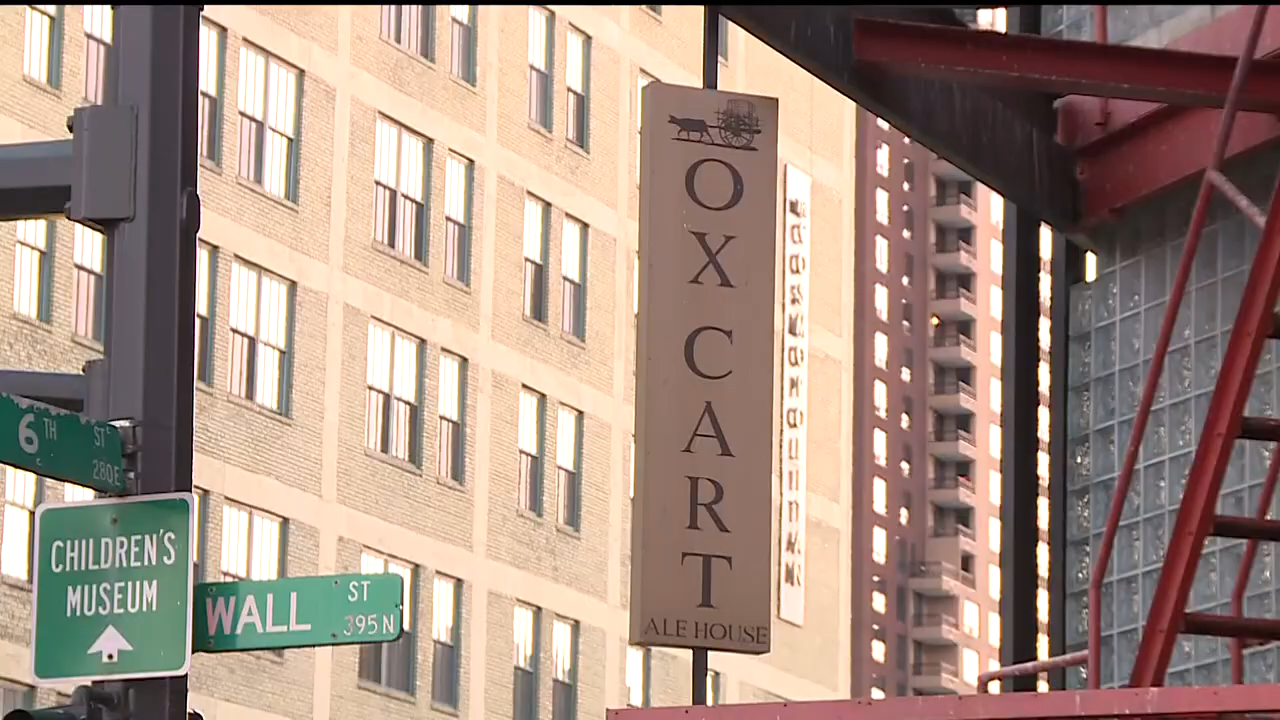 6TH ST
280E
CHILDREN'S
MUSEUM
WALL ST
395N
OX CART
ALE HOUSE